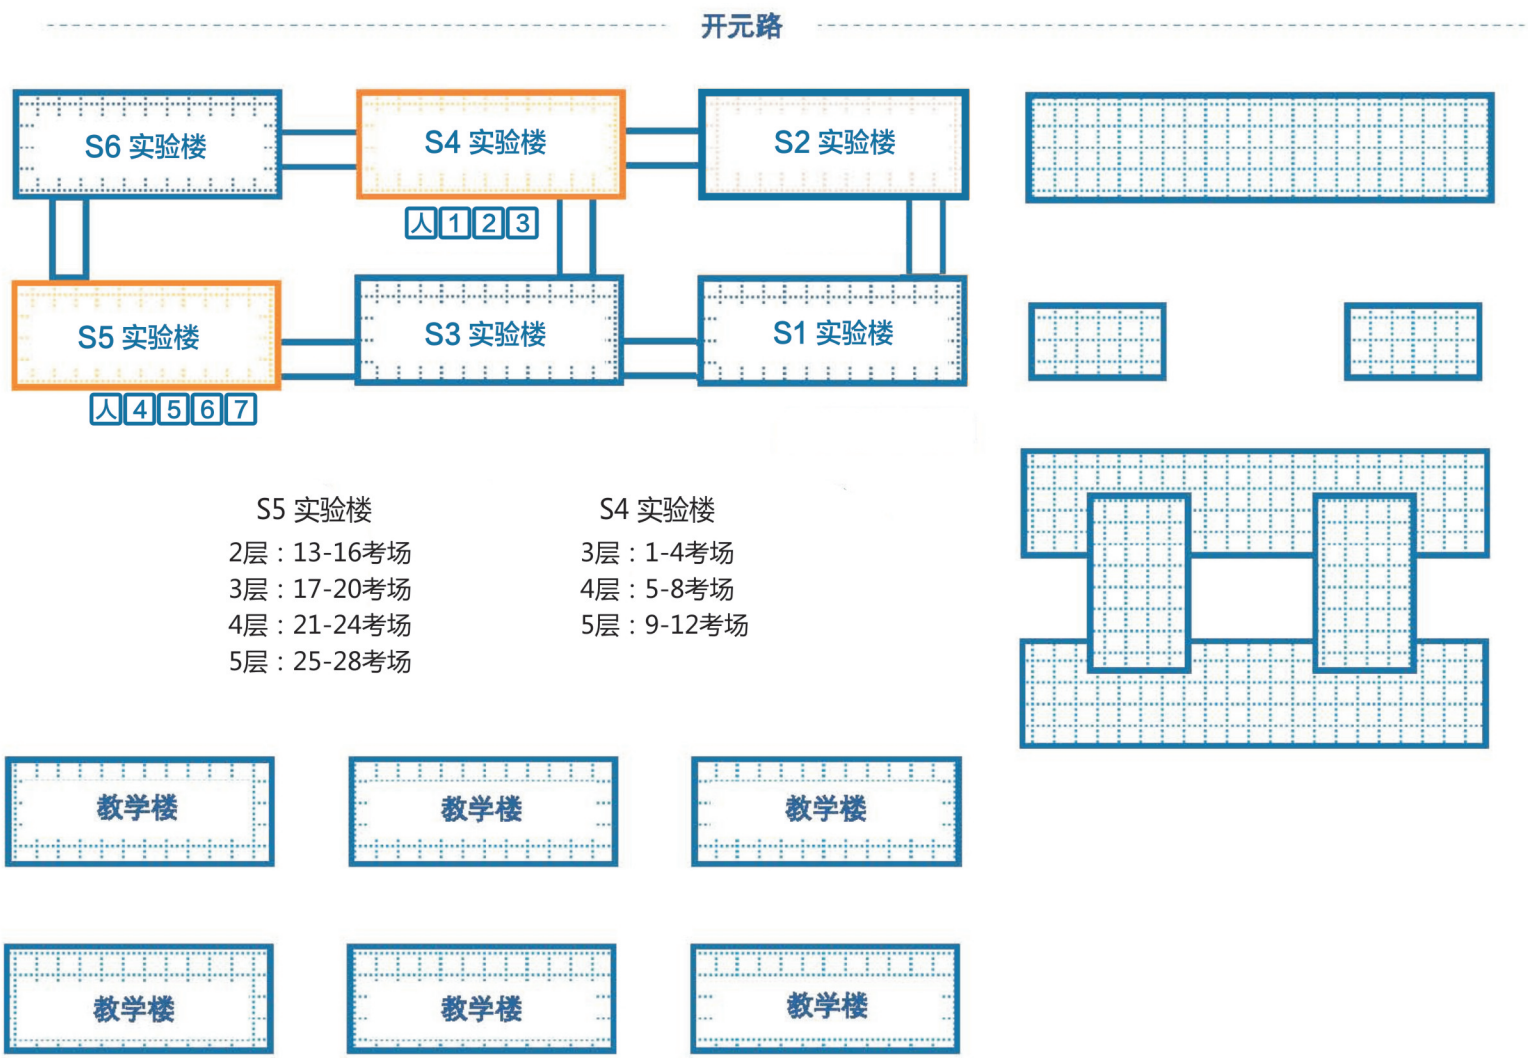 开元路
S6 实验楼
S4 实验楼
S2 实验楼
人 1 2 3
S5 实验楼
S3 实验楼
S1 实验楼
人 4 5 6 7
S5 实验楼
2层：13-16考场
3层：17-20考场
4层：21-24考场
5层：25-28考场
S4 实验楼
3层：1-4考场
4层：5-8考场
5层：9-12考场
教学楼
教学楼
教学楼
教学楼
教学楼
教学楼